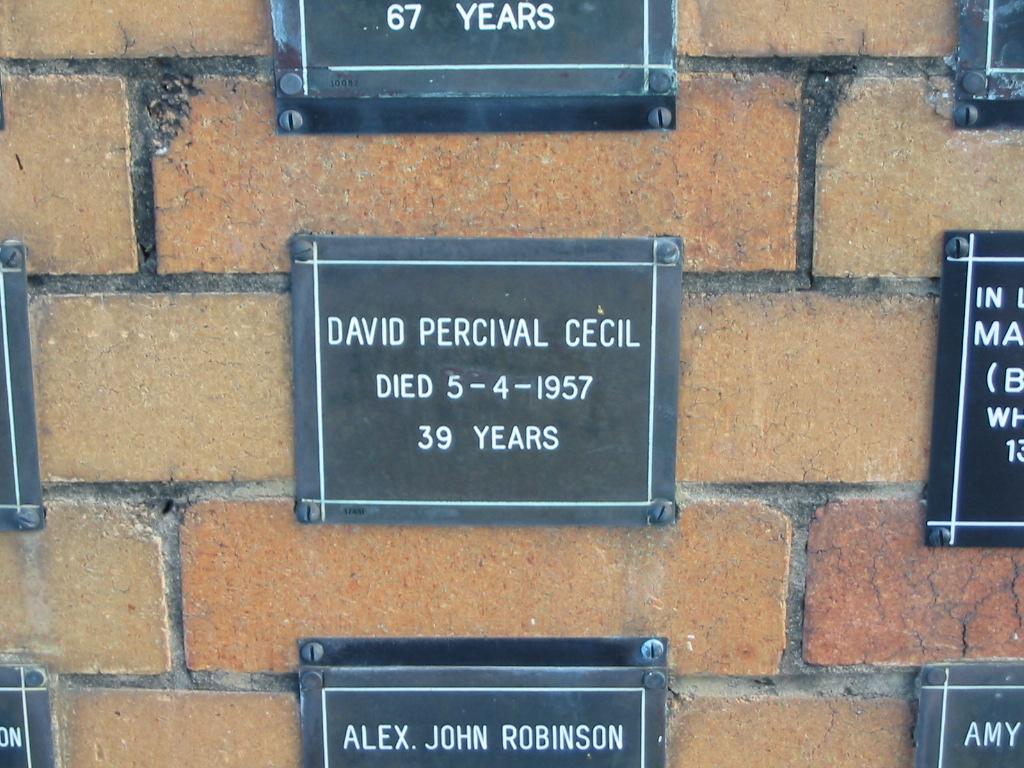 67 YEARS
10082
DAVID PERCIVAL CECIL
DIED 5-4-1957
39 YEARS
IN
MA
(B
WH
13
ALEX. JOHN ROBINSON
ON
AMY